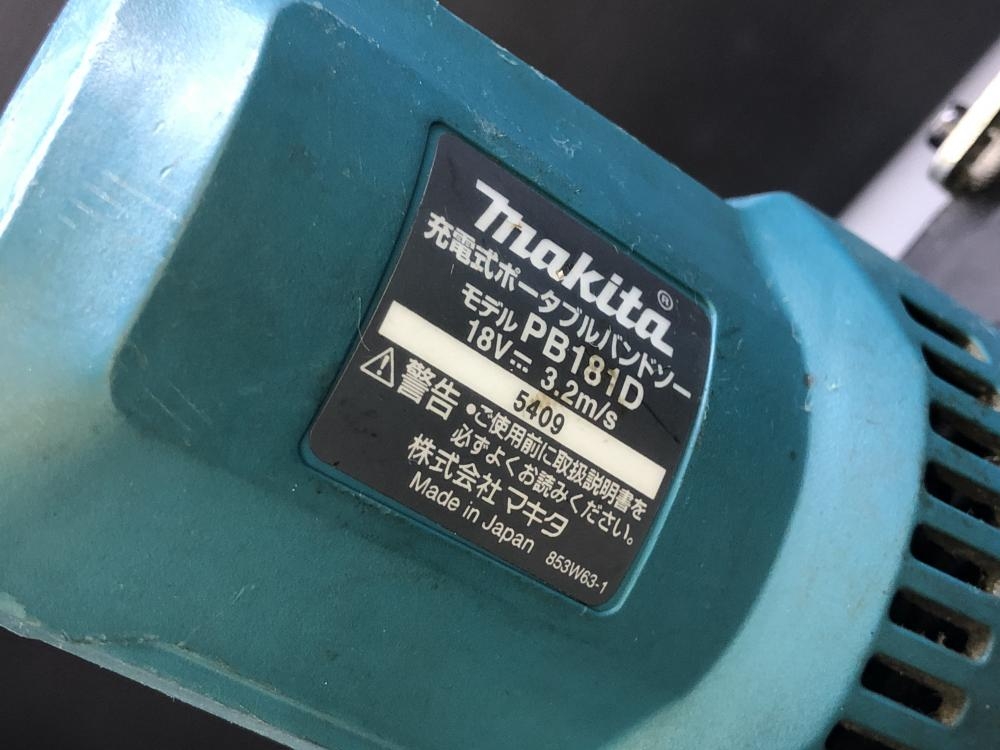 makita®
充電式ポータブルバンドソー
モデル PB181D
18V⎓ 3.2m/s
5409
⚠警告 •ご使用前に取扱説明書を
必ずよくお読みください。
株式会社 マキタ
Made in Japan 853W63-1